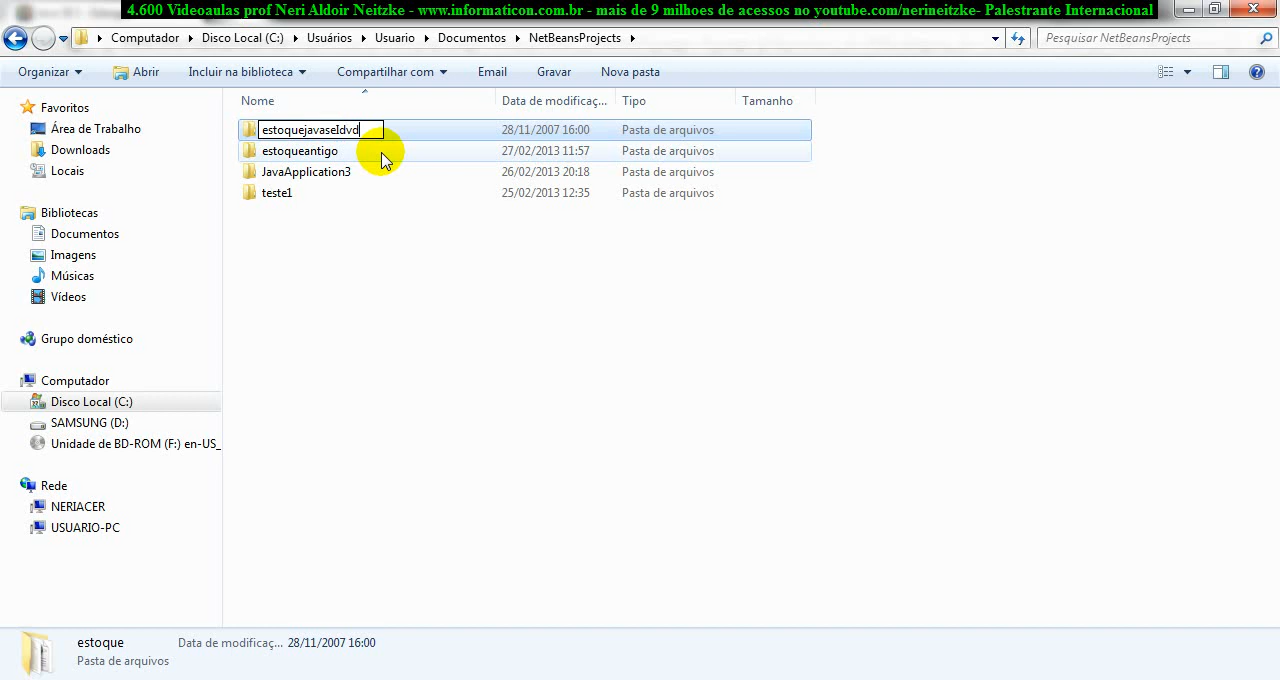 4.600 Videoaulas prof Neri Aldoir Neitzke - www.informaticon.com.br - mais de 9 milhoes de acessos no youtube.com/nerineitzke- Palestrante Internacional
Computador Disco Local (C:) Usuários Usuario Documentos NetBeansProjects Pesquisar NetBeansProjects
Organizar Abrir Incluir na biblioteca Compartilhar com Email Gravar Nova pasta
Nome Data de modificaç... Tipo Tamanho
estoquejavaseIdvd 28/11/2007 16:00 Pasta de arquivos
estoqueantigo 27/02/2013 11:57 Pasta de arquivos
JavaApplication3 26/02/2013 20:18 Pasta de arquivos
teste1 25/02/2013 12:35 Pasta de arquivos
Favoritos
Área de Trabalho
Downloads
Locais
Bibliotecas
Documentos
Imagens
Músicas
Vídeos
Grupo doméstico
Computador
Disco Local (C:)
SAMSUNG (D:)
Unidade de BD-ROM (F:) en-US_
Rede
NERIACER
USUARIO-PC
estoque Data de modificaç... 28/11/2007 16:00
Pasta de arquivos